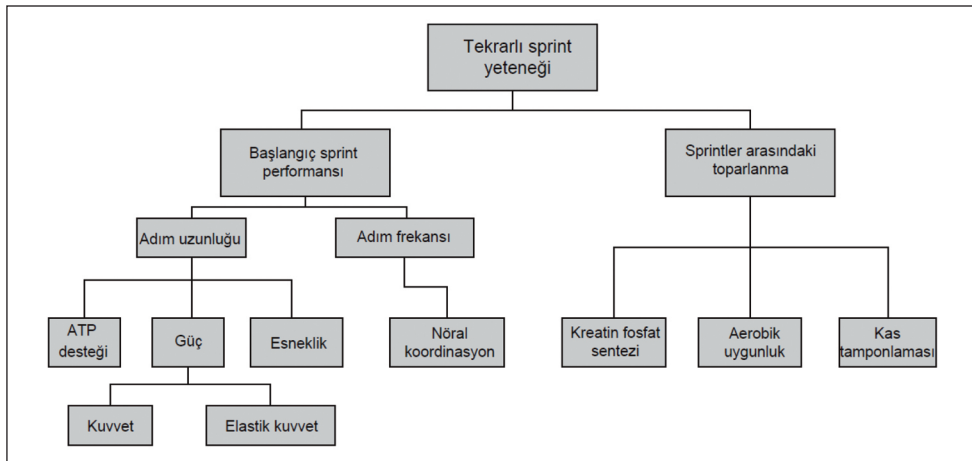 Tekrarlı sprint
yeteneği
Başlangıç sprint
performansı
Sprintler arasındaki
toparlanma
Adım uzunluğu
Adım frekansı
ATP
desteği
Güç
Esneklik
Nöral
koordinasyon
Kreatin fosfat
sentezi
Aerobik
uygunluk
Kas
tamponlaması
Kuvvet
Elastik kuvvet